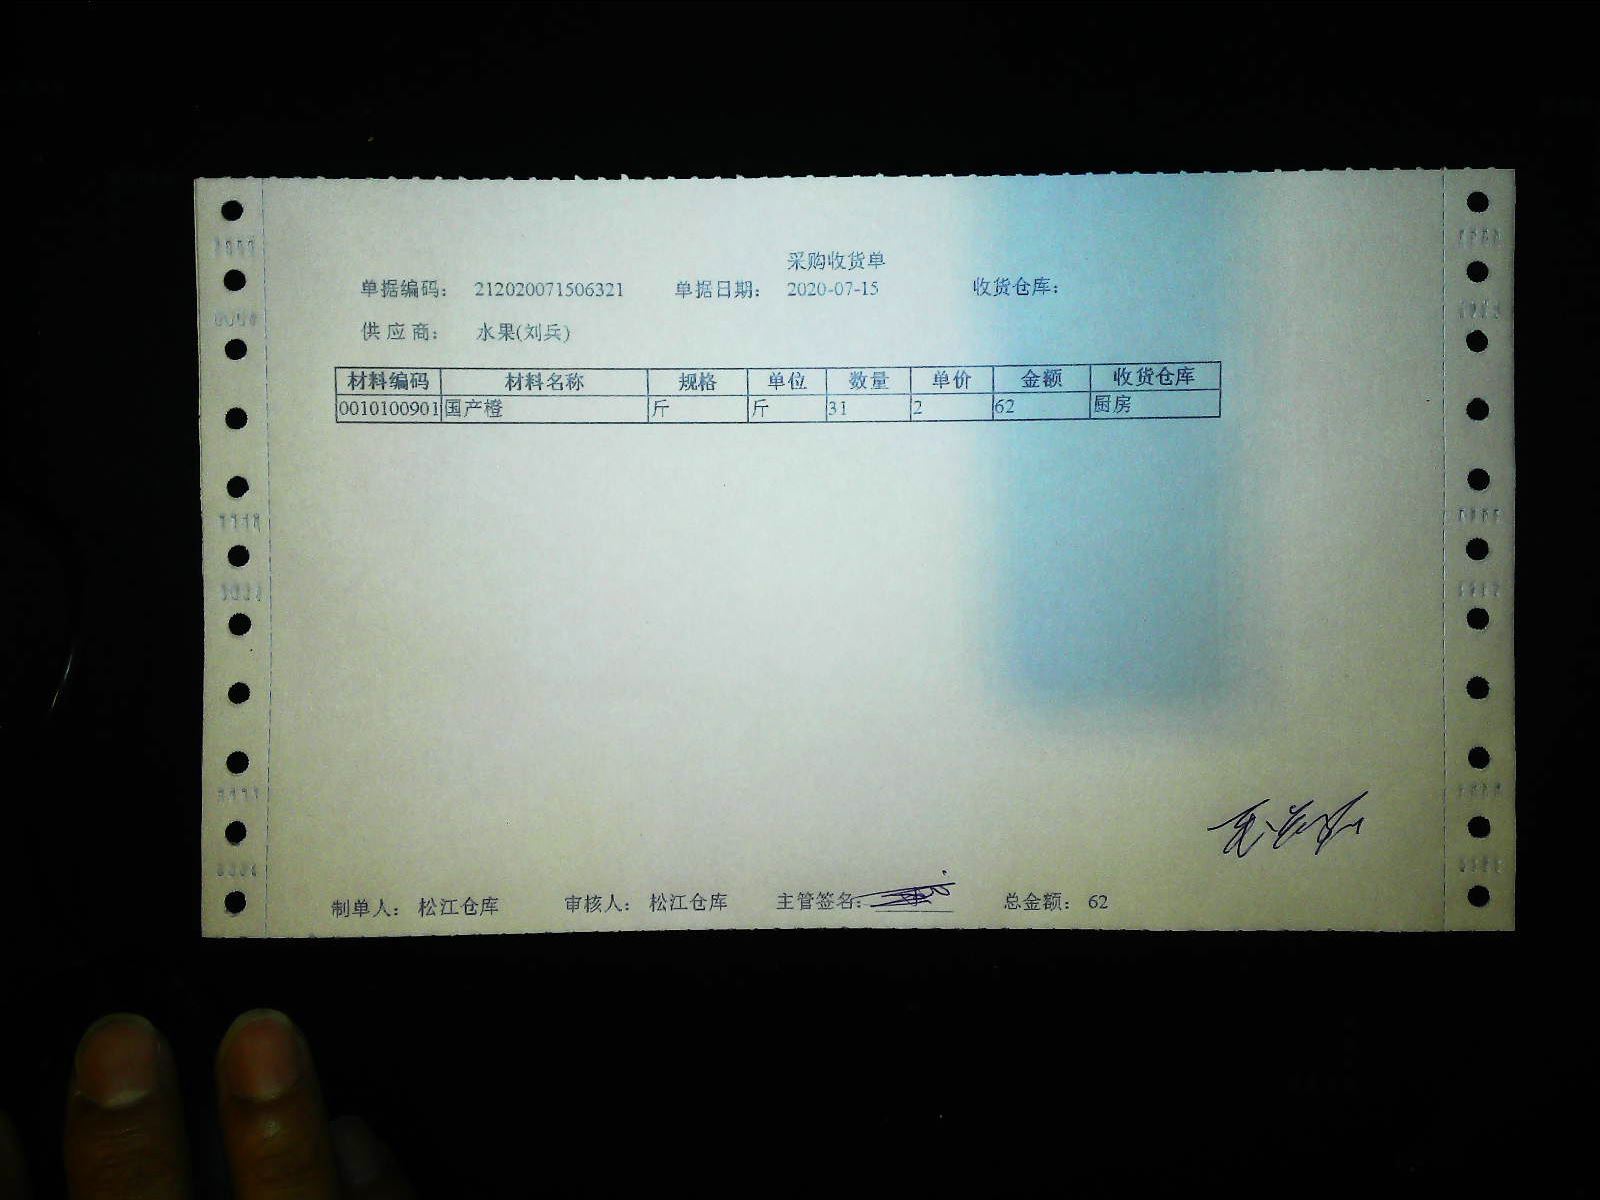 采购收货单
单据编码： 212020071506321 单据日期： 2020-07-15 收货仓库：
供应商： 水果(刘兵)
材料编码 材料名称 规格 单位 数量 单价 金额 收货仓库
0010100901 国产橙 斤 斤 31 2 62 厨房
制单人： 松江仓库 审核人： 松江仓库 主管签名： 总金额： 62